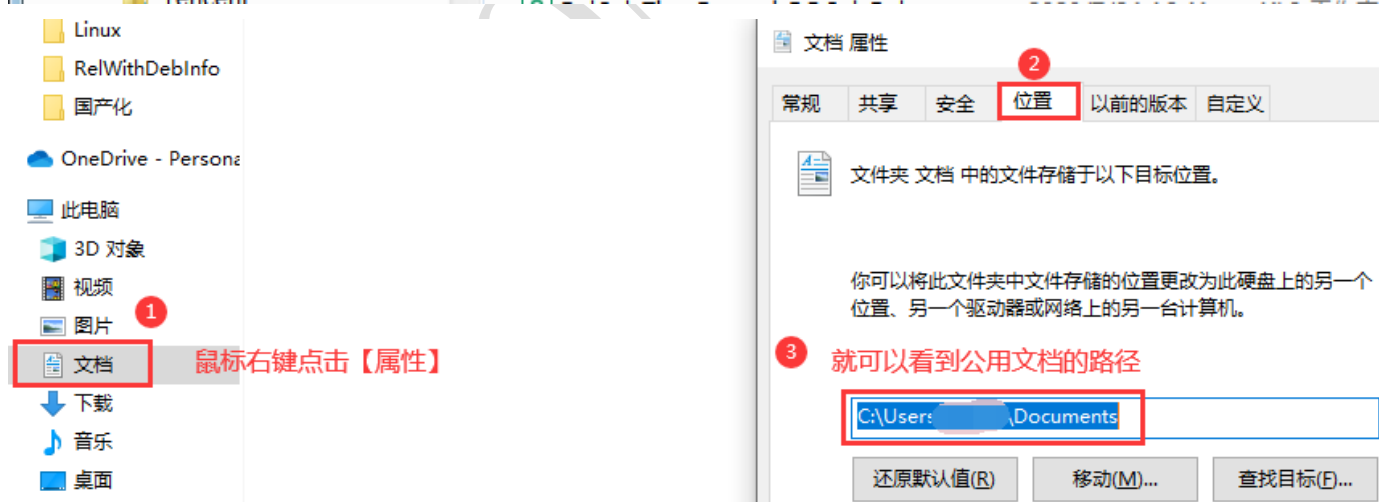 Linux
RelWithDebInfo
国产化
OneDrive - Persona
此电脑
3D 对象
视频
1
图片
文档
鼠标右键点击【属性】
下载
音乐
桌面
文档 属性
2
常规 共享 安全 位置 以前的版本 自定义
文件夹 文档 中的文件存储于以下目标位置。
你可以将此文件夹中文件存储的位置更改为此硬盘上的另一个
位置、另一个驱动器或网络上的另一台计算机。
3 就可以看到公用文档的路径
C:\Users \Documents
还原默认值(R) 移动(M)... 查找目标(F)...